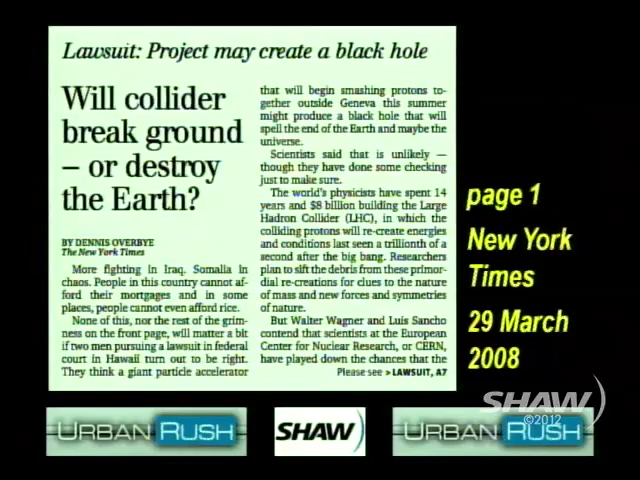 Lawsuit: Project may create a black hole
Will collider
break ground
– or destroy
the Earth?
BY DENNIS OVERBYE
The New York Times
More fighting in Iraq. Somalia in
chaos. People in this country cannot af-
ford their mortgages and in some
places, people cannot even afford rice.
None of this, nor the rest of the grim-
ness on the front page, will matter a bit
if two men pursuing a lawsuit in federal
court in Hawaii turn out to be right.
They think a giant particle accelerator
that will begin smashing protons to-
gether outside Geneva this summer
might produce a black hole that will
spell the end of the Earth and maybe the
universe.
Scientists said that is unlikely —
though they have done some checking
just to make sure.
The world's physicists have spent 14
years and $8 billion building the Large
Hadron Collider (LHC), in which the
colliding protons will re-create energies
and conditions last seen a trillionth of a
second after the big bang. Researchers
plan to sift the debris from these primor-
dial re-creations for clues to the nature
of mass and new forces and symmetries
of nature.
But Walter Wagner and Luis Sancho
contend that scientists at the European
Center for Nuclear Research, or CERN,
have played down the chances that the
Please see > LAWSUIT, A7
page 1
New York
Times
29 March
2008
SHAW
©2012
URBAN RUSH
SHAW
URBAN RUSH